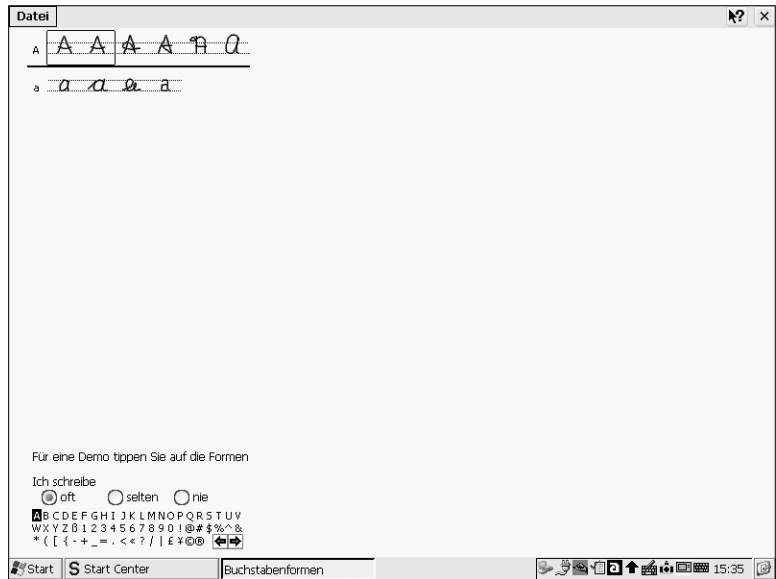 Datei
A A A A A A a
a a a a a
Für eine Demo tippen Sie auf die Formen
Ich schreibe
oft selten nie
A B C D E F G H I J K L M N O P Q R S T U V
W X Y Z ß 1 2 3 4 5 6 7 8 9 0 ! @ # $ % ^ &
* ( [ { - + _ = . < « ? / | £ ¥ © ®
Start S Start Center Buchstabenformen 15:35